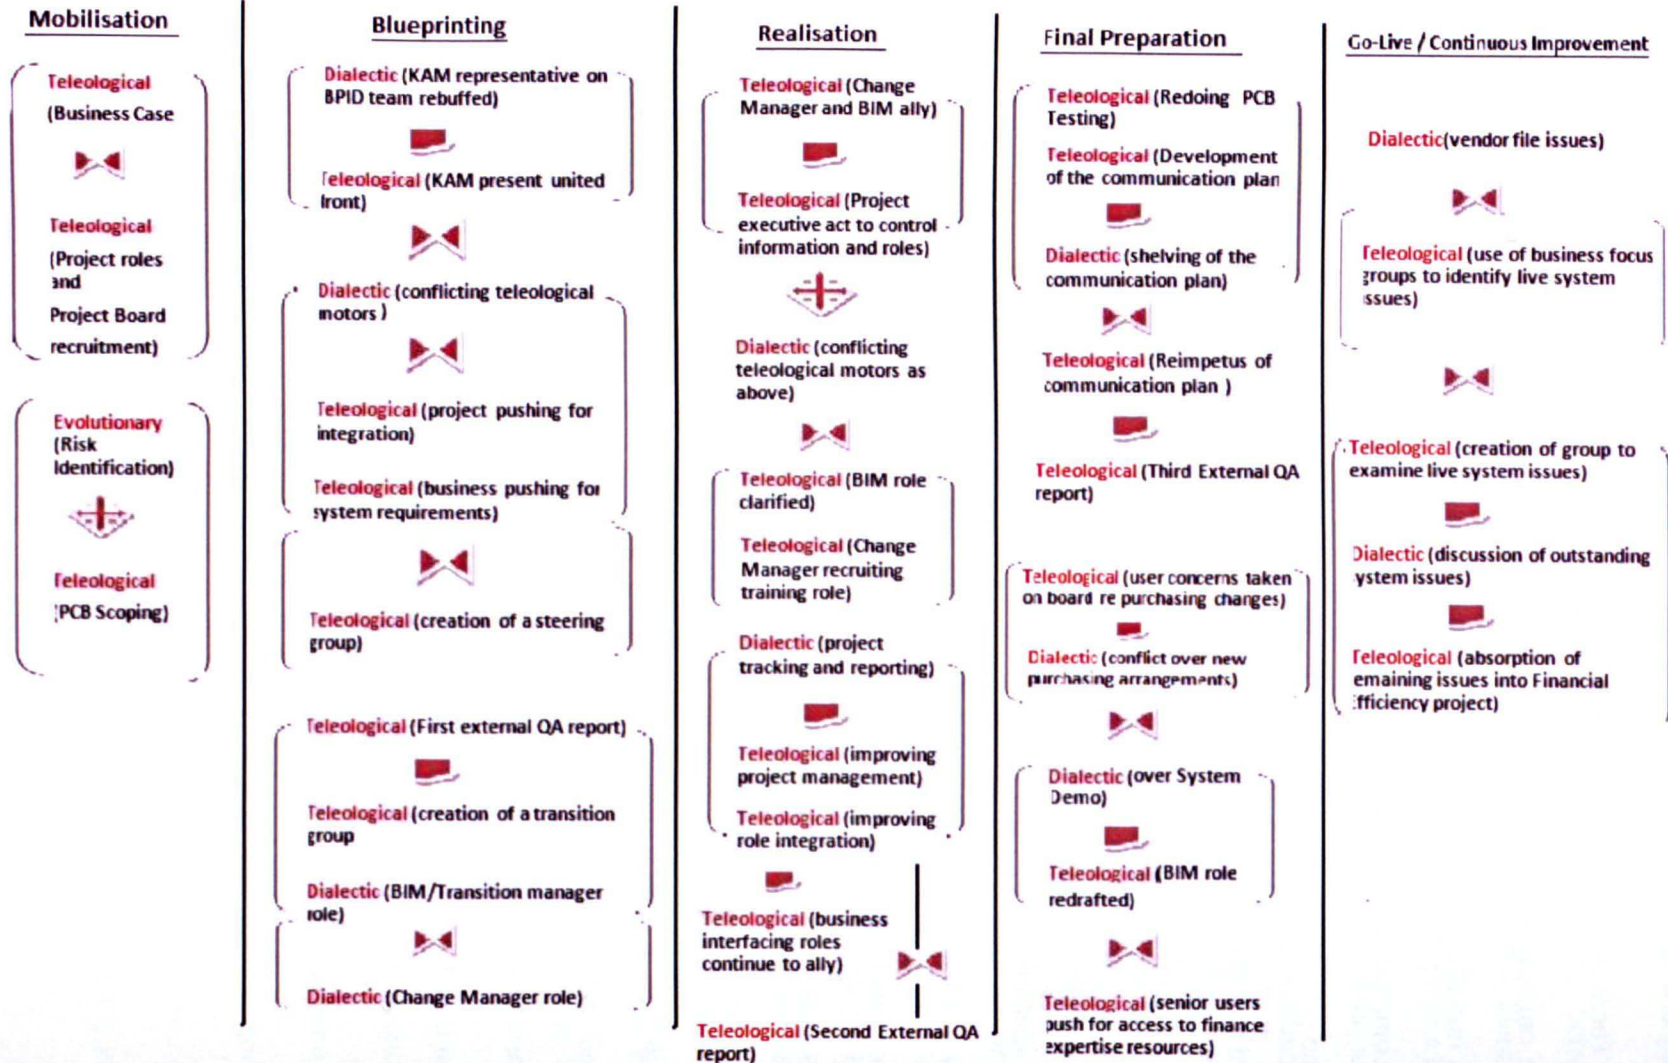 Mobilisation
Teleological
(Business Case
Teleological
(Project roles
and
Project Board
recruitment)
Evolutionary
(Risk
Identification)
Teleological
(PCB Scoping)
Blueprinting
Dialectic (KAM representative on
BPID team rebuffed)
Teleological (KAM present united
front)
Dialectic (conflicting teleological
motors )
Teleological (project pushing for
integration)
Teleological (business pushing for
system requirements)
Teleological (creation of a steering
group)
Teleological (First external QA report)
Teleological (creation of a transition
group
Dialectic (BIM/Transition manager
role)
Dialectic (Change Manager role)
Realisation
Teleological (Change
Manager and BIM ally)
Teleological (Project
executive act to control
information and roles)
Dialectic (conflicting
teleological motors as
above)
Teleological (BIM role
clarified)
Teleological (Change
Manager recruiting
training role)
Dialectic (project
tracking and reporting)
Teleological (improving
project management)
Teleological (improving
role integration)
Teleological (business
interfacing roles
continue to ally)
Teleological (Second External QA
report)
Final Preparation
Teleological (Redoing PCB
Testing)
Teleological (Development
of the communication plan
Dialectic (shelving of the
communication plan)
Teleological (Reimpetus of
communication plan )
Teleological (Third External QA
report)
Teleological (user concerns taken
on board re purchasing changes)
Dialectic (conflict over new
purchasing arrangements)
Dialectic (over System
Demo)
Teleological (BIM role
redrafted)
Teleological (senior users
push for access to finance
expertise resources)
Go-Live / Continuous Improvement
Dialectic(vendor file issues)
Teleological (use of business focus
groups to identify live system
issues)
Teleological (creation of group to
examine live system issues)
Dialectic (discussion of outstanding
system issues)
Teleological (absorption of
remaining issues into Financial
Efficiency project)